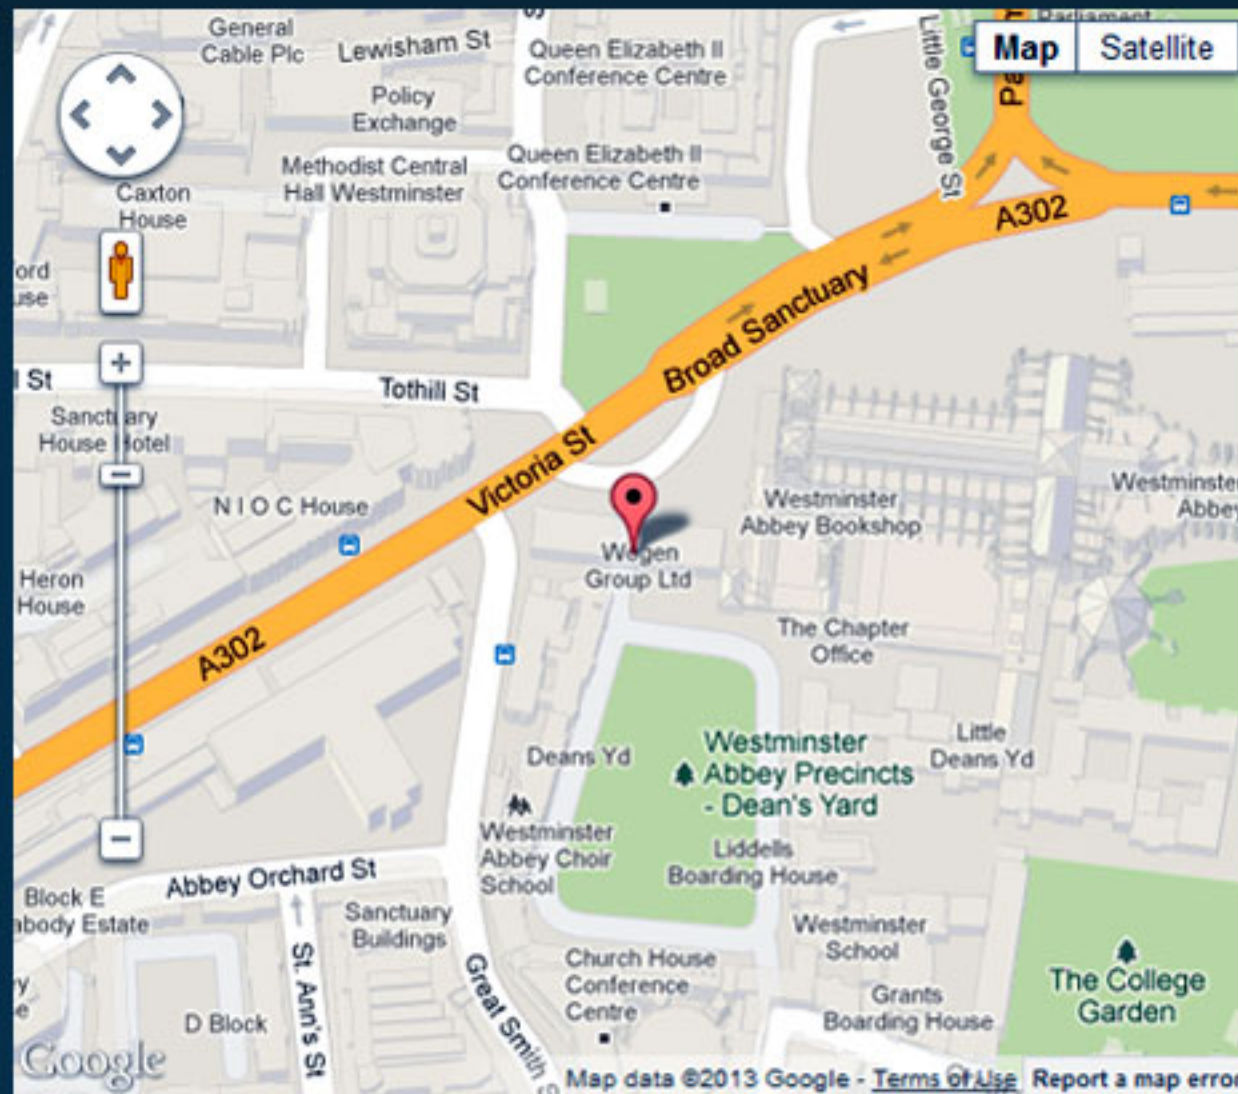 General
Cable Plc
Lewisham St
Queen Elizabeth II
Conference Centre
Little George St
Parliament
Map
Satellite
Policy
Exchange
Methodist Central
Hall Westminster
Queen Elizabeth II
Conference Centre
Caxton
House
A302
Broad Sanctuary
St
Tothill St
Sanctuary
House Hotel
Victoria St
N I O C House
Westminster
Abbey Bookshop
Westminster
Abbey
Wogen
Group Ltd
Heron
House
The Chapter
Office
A302
Deans Yd
Westminster
Abbey Precincts
- Dean's Yard
Little
Deans Yd
Westminster
Abbey Choir
School
Liddells
Boarding House
Abbey Orchard St
Block E
abody Estate
Sanctuary
Buildings
Westminster
School
St. Ann's St
Great Smith S
Church House
Conference
Centre
The College
Garden
Grants
Boarding House
D Block
Google
Map data ©2013 Google - Terms of Use
Report a map error